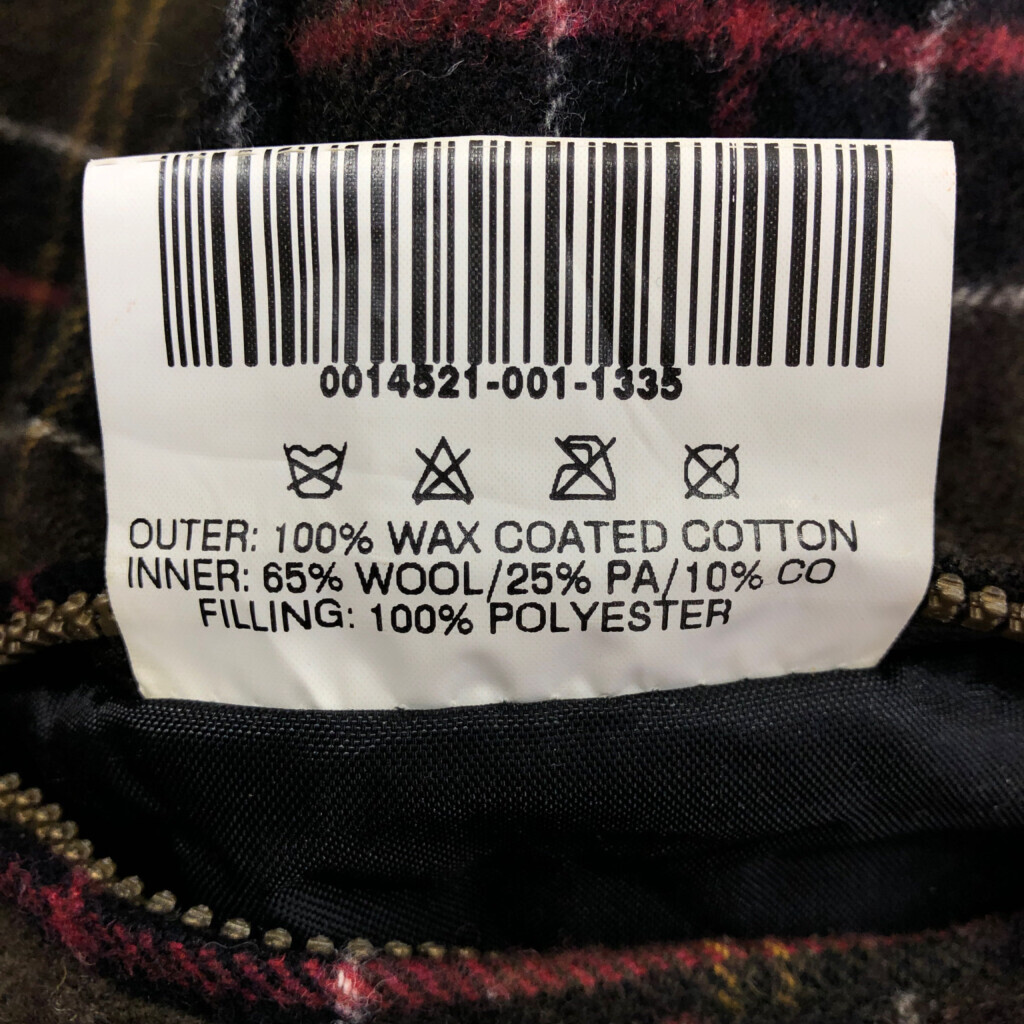 0014521-001-1335
OUTER: 100% WAX COATED COTTON
INNER: 65% WOOL/25% PA/10% CO
FILLING: 100% POLYESTER